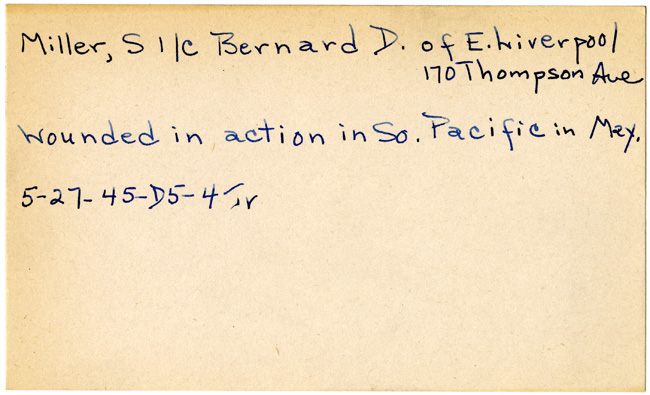 Miller, S 1/c Bernard D. of E. Liverpool
170 Thompson Ave
Wounded in action in So. Pacific in May.
5-27-45-D5-4